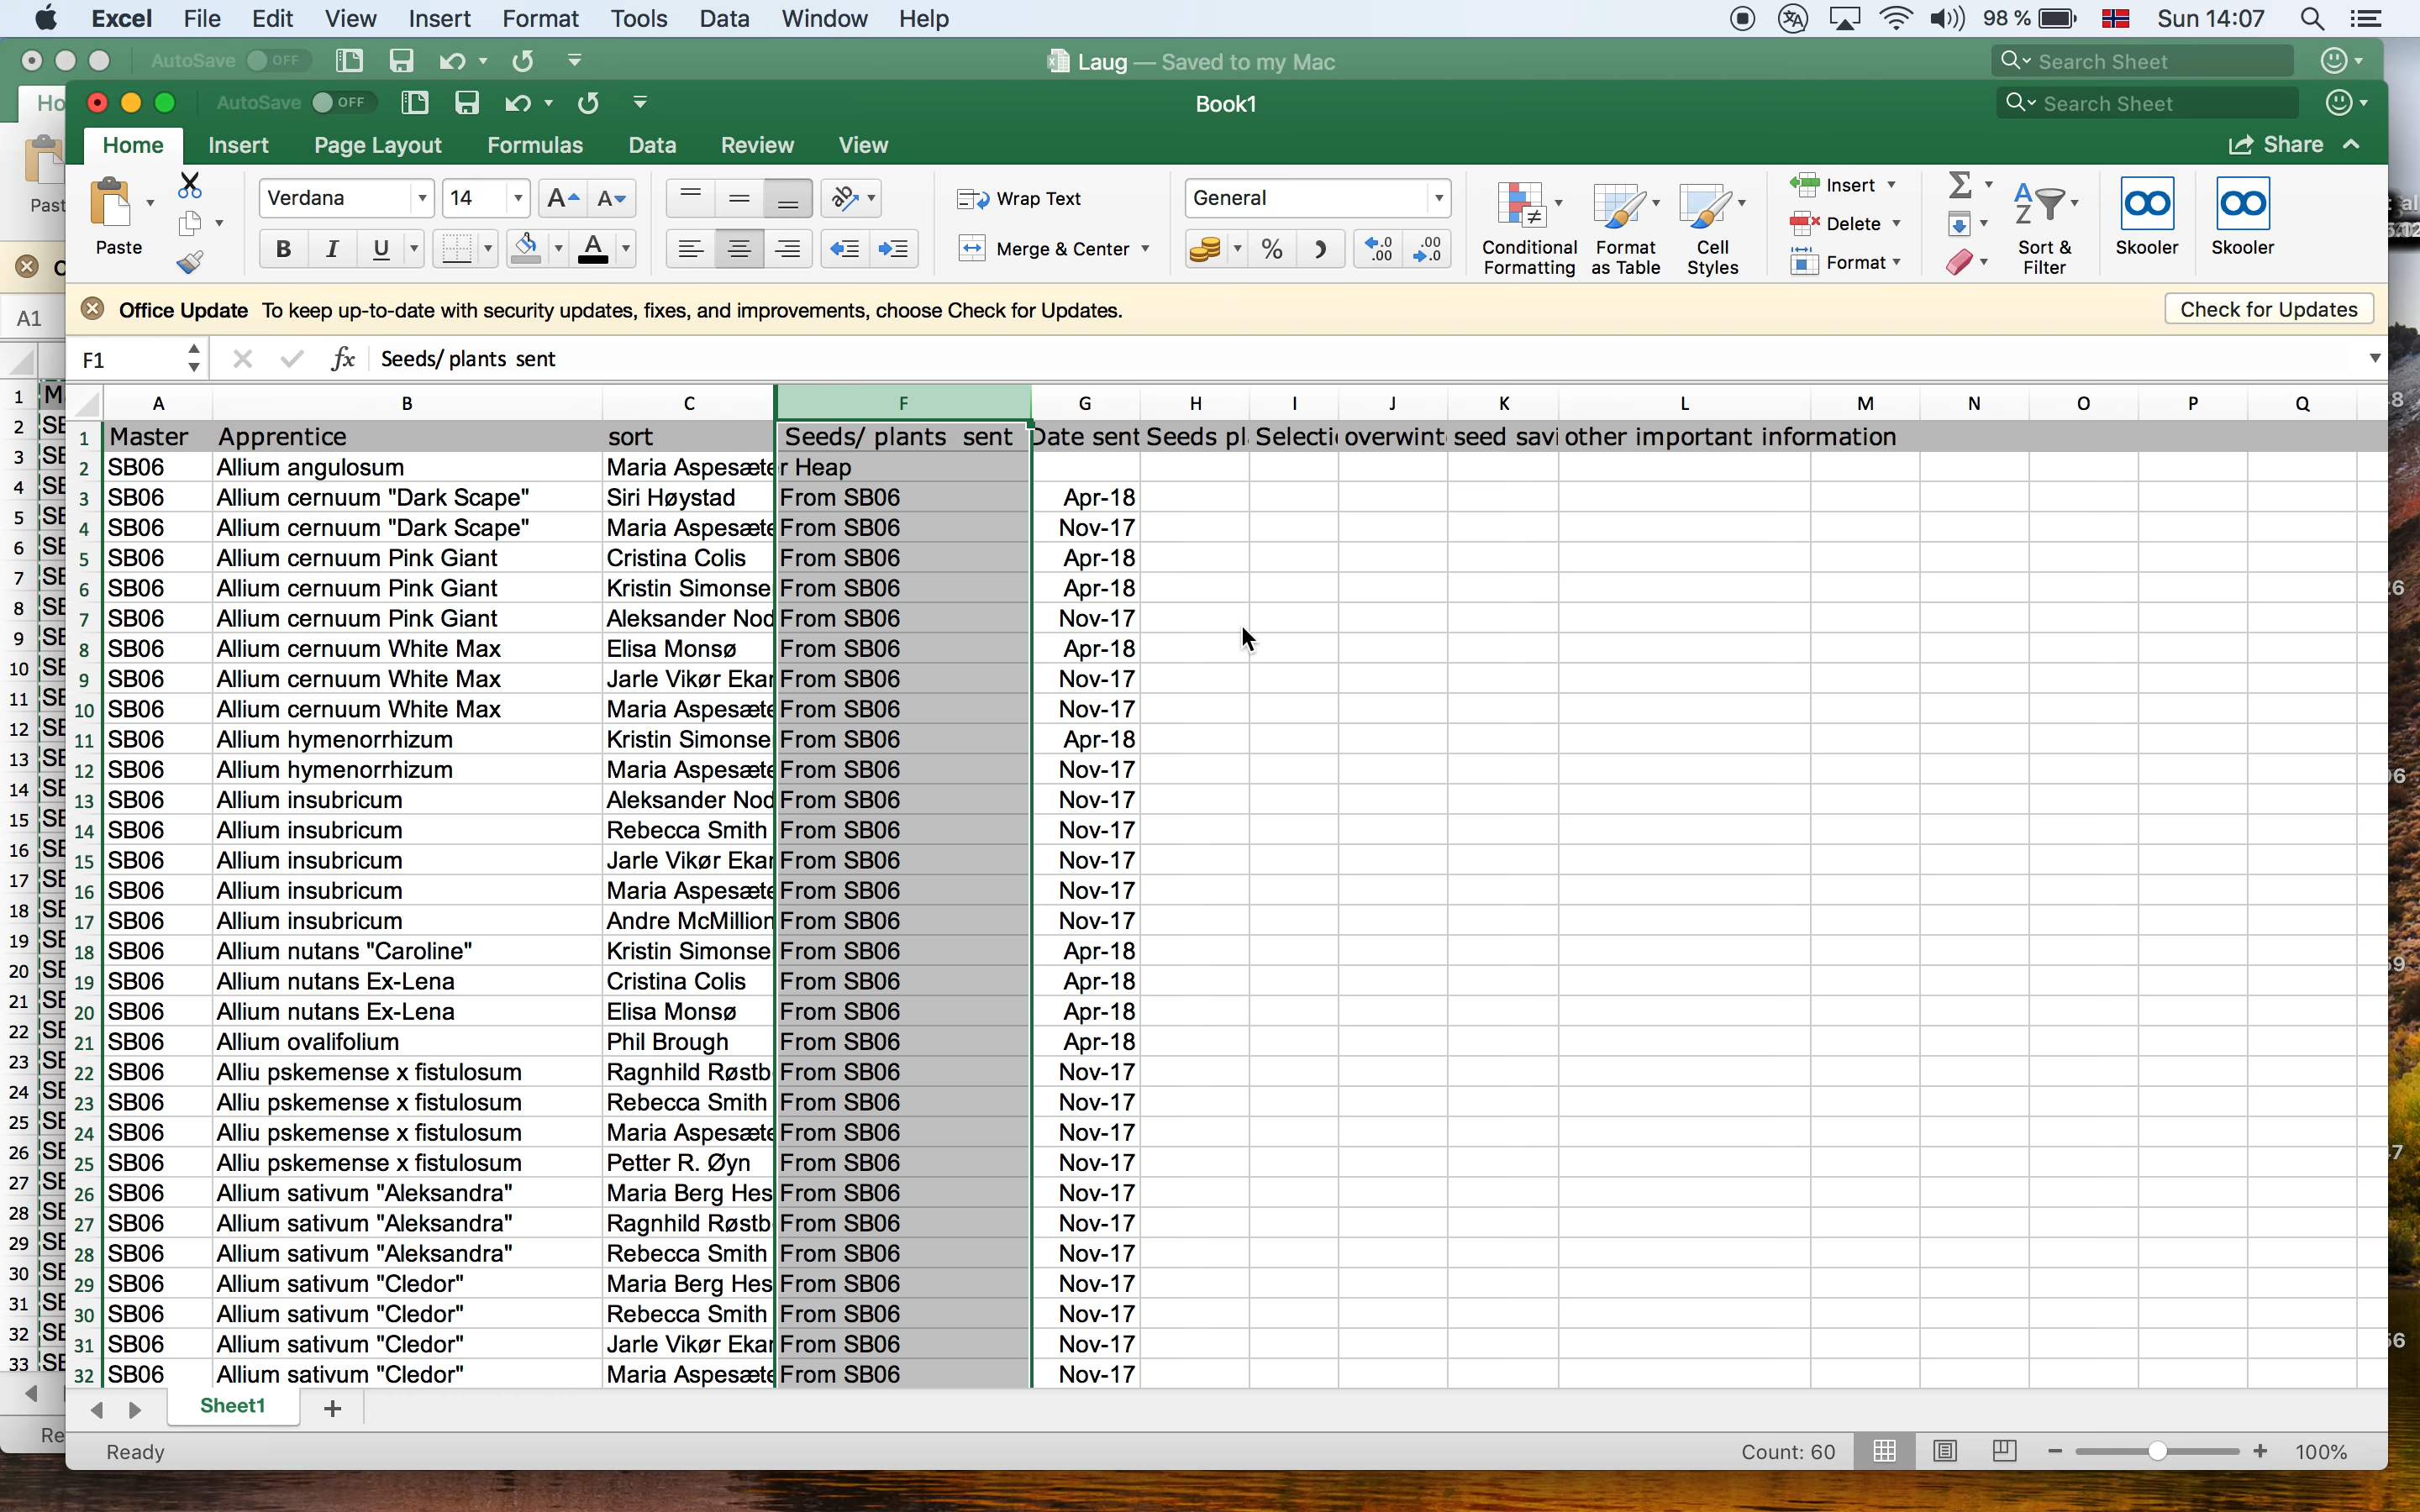 Excel File Edit View Insert Format Tools Data Window Help 98 % Sun 14:07
AutoSave OFF Laug — Saved to my Mac Search Sheet
AutoSave OFF Book1 Search Sheet
Home Insert Page Layout Formulas Data Review View Share
Paste Verdana 14 Wrap Text General Insert
B I U A Merge & Center % Conditional Formatting Format as Table Cell Styles Delete Format Sort & Filter Skooler Skooler
Office Update To keep up-to-date with security updates, fixes, and improvements, choose Check for Updates. Check for Updates
A1
F1 fx Seeds/ plants sent
A B C F G H I J K L M N O P Q
1 Master Apprentice sort Seeds/ plants sent Date sent Seeds pl Selecti overwint seed savi other important information
2 SB06 Allium angulosum Maria Aspesæter Heap
3 SB06 Allium cernuum "Dark Scape" Siri Høystad From SB06 Apr-18
4 SB06 Allium cernuum "Dark Scape" Maria Aspesæte From SB06 Nov-17
5 SB06 Allium cernuum Pink Giant Cristina Colis From SB06 Apr-18
6 SB06 Allium cernuum Pink Giant Kristin Simonse From SB06 Apr-18
7 SB06 Allium cernuum Pink Giant Aleksander Nod From SB06 Nov-17
8 SB06 Allium cernuum White Max Elisa Monsø From SB06 Apr-18
9 SB06 Allium cernuum White Max Jarle Vikør Ekar From SB06 Nov-17
10 SB06 Allium cernuum White Max Maria Aspesæte From SB06 Nov-17
11 SB06 Allium hymenorrhizum Kristin Simonse From SB06 Apr-18
12 SB06 Allium hymenorrhizum Maria Aspesæte From SB06 Nov-17
13 SB06 Allium insubricum Aleksander Nod From SB06 Nov-17
14 SB06 Allium insubricum Rebecca Smith From SB06 Nov-17
15 SB06 Allium insubricum Jarle Vikør Ekar From SB06 Nov-17
16 SB06 Allium insubricum Maria Aspesæte From SB06 Nov-17
17 SB06 Allium insubricum Andre McMillion From SB06 Nov-17
18 SB06 Allium nutans "Caroline" Kristin Simonse From SB06 Apr-18
19 SB06 Allium nutans Ex-Lena Cristina Colis From SB06 Apr-18
20 SB06 Allium nutans Ex-Lena Elisa Monsø From SB06 Apr-18
21 SB06 Allium ovalifolium Phil Brough From SB06 Apr-18
22 SB06 Alliu pskemense x fistulosum Ragnhild Røstb From SB06 Nov-17
23 SB06 Alliu pskemense x fistulosum Rebecca Smith From SB06 Nov-17
24 SB06 Alliu pskemense x fistulosum Maria Aspesæte From SB06 Nov-17
25 SB06 Alliu pskemense x fistulosum Petter R. Øyn From SB06 Nov-17
26 SB06 Allium sativum "Aleksandra" Maria Berg Hes From SB06 Nov-17
27 SB06 Allium sativum "Aleksandra" Ragnhild Røstb From SB06 Nov-17
28 SB06 Allium sativum "Aleksandra" Rebecca Smith From SB06 Nov-17
29 SB06 Allium sativum "Cledor" Maria Berg Hes From SB06 Nov-17
30 SB06 Allium sativum "Cledor" Rebecca Smith From SB06 Nov-17
31 SB06 Allium sativum "Cledor" Jarle Vikør Ekar From SB06 Nov-17
32 SB06 Allium sativum "Cledor" Maria Aspesæte From SB06 Nov-17
Sheet1 +
Ready Count: 60 100%